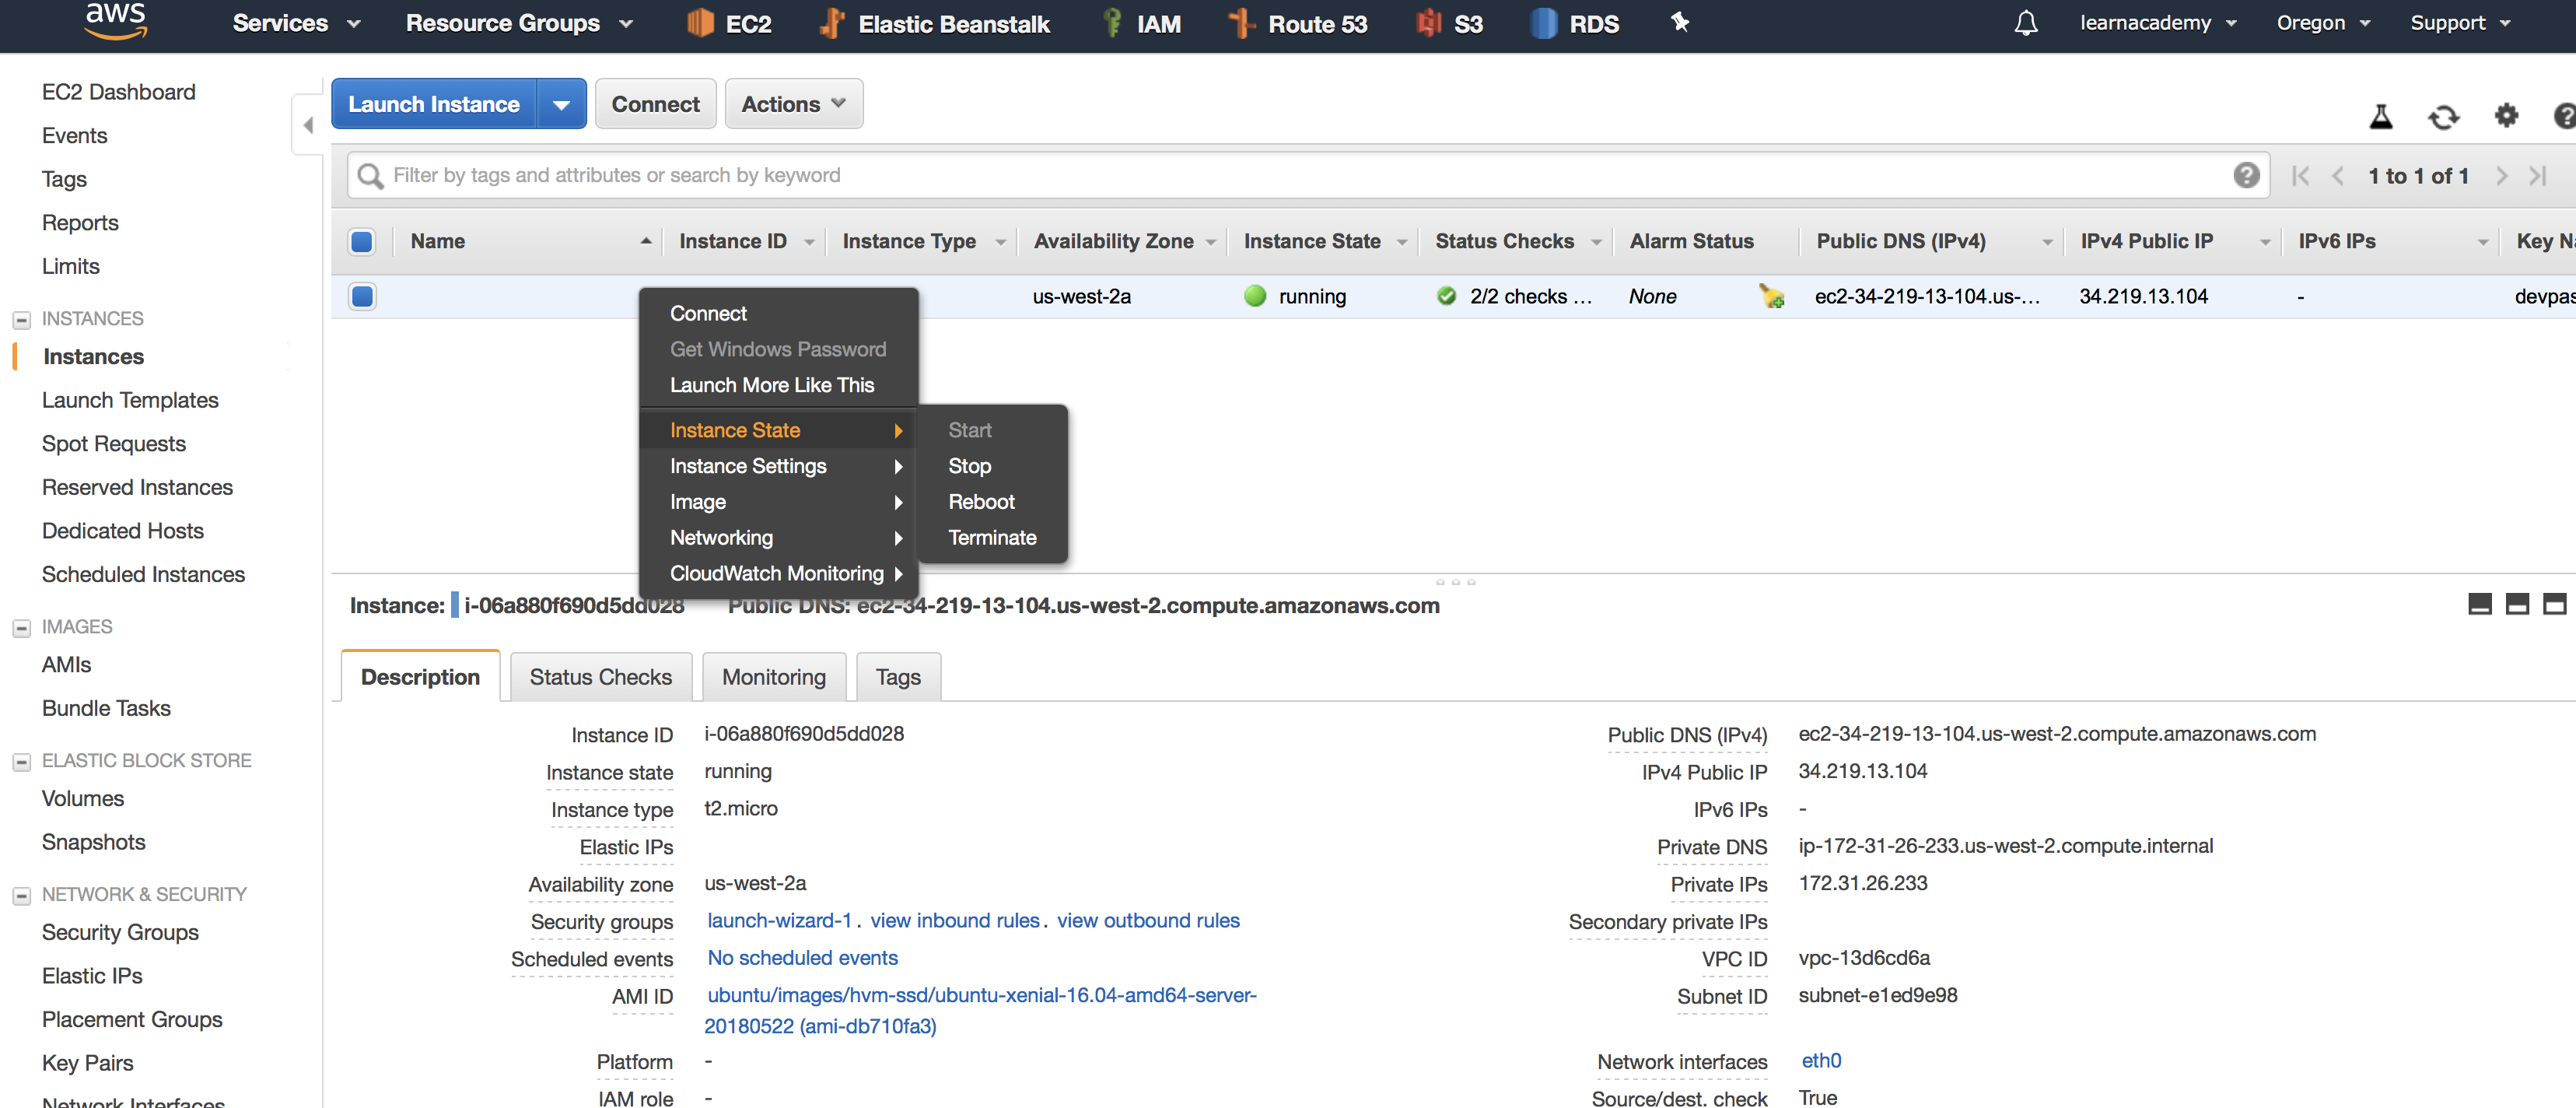 aws Services Resource Groups EC2 Elastic Beanstalk IAM Route 53 S3 RDS learnacademy Oregon Support
EC2 Dashboard
Events
Tags
Reports
Limits
INSTANCES
Instances
Launch Templates
Spot Requests
Reserved Instances
Dedicated Hosts
Scheduled Instances
IMAGES
AMIs
Bundle Tasks
ELASTIC BLOCK STORE
Volumes
Snapshots
NETWORK & SECURITY
Security Groups
Elastic IPs
Placement Groups
Key Pairs
Network Interfaces
Launch Instance Connect Actions
Filter by tags and attributes or search by keyword
1 to 1 of 1
Name Instance ID Instance Type Availability Zone Instance State Status Checks Alarm Status Public DNS (IPv4) IPv4 Public IP IPv6 IPs Key
us-west-2a running 2/2 checks ... None ec2-34-219-13-104.us-... 34.219.13.104 - devpas
Connect
Get Windows Password
Launch More Like This
Instance State
Instance Settings
Image
Networking
CloudWatch Monitoring
Start
Stop
Reboot
Terminate
Instance: i-06a880f690d5dd028 Public DNS: ec2-34-219-13-104.us-west-2.compute.amazonaws.com
Description Status Checks Monitoring Tags
Instance ID i-06a880f690d5dd028
Instance state running
Instance type t2.micro
Elastic IPs
Availability zone us-west-2a
Security groups launch-wizard-1 . view inbound rules . view outbound rules
Scheduled events No scheduled events
AMI ID ubuntu/images/hvm-ssd/ubuntu-xenial-16.04-amd64-server-
20180522 (ami-db710fa3)
Platform -
IAM role -
Public DNS (IPv4) ec2-34-219-13-104.us-west-2.compute.amazonaws.com
IPv4 Public IP 34.219.13.104
IPv6 IPs -
Private DNS ip-172-31-26-233.us-west-2.compute.internal
Private IPs 172.31.26.233
Secondary private IPs
VPC ID vpc-13d6cd6a
Subnet ID subnet-e1ed9e98
Network interfaces eth0
Source/dest. check True